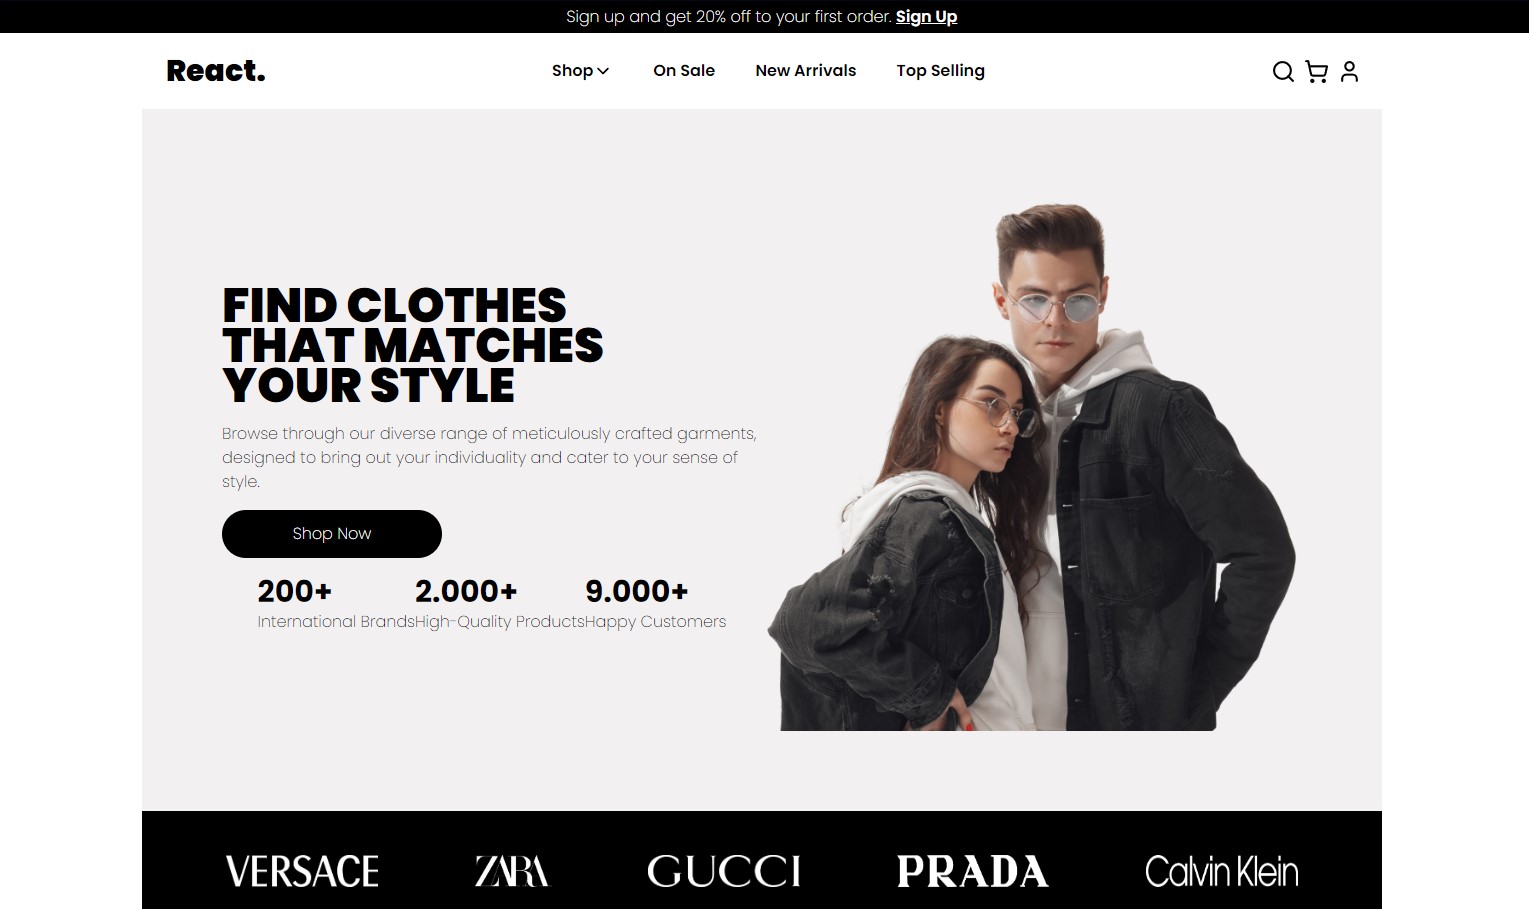 Sign up and get 20% off to your first order. Sign Up
React.
Shop
On Sale
New Arrivals
Top Selling
FIND CLOTHES
THAT MATCHES
YOUR STYLE
Browse through our diverse range of meticulously crafted garments,
designed to bring out your individuality and cater to your sense of
style.
Shop Now
200+
International Brands
2.000+
High-Quality Products
9.000+
Happy Customers
VERSACE
ZARA
GUCCI
PRADA
Calvin Klein